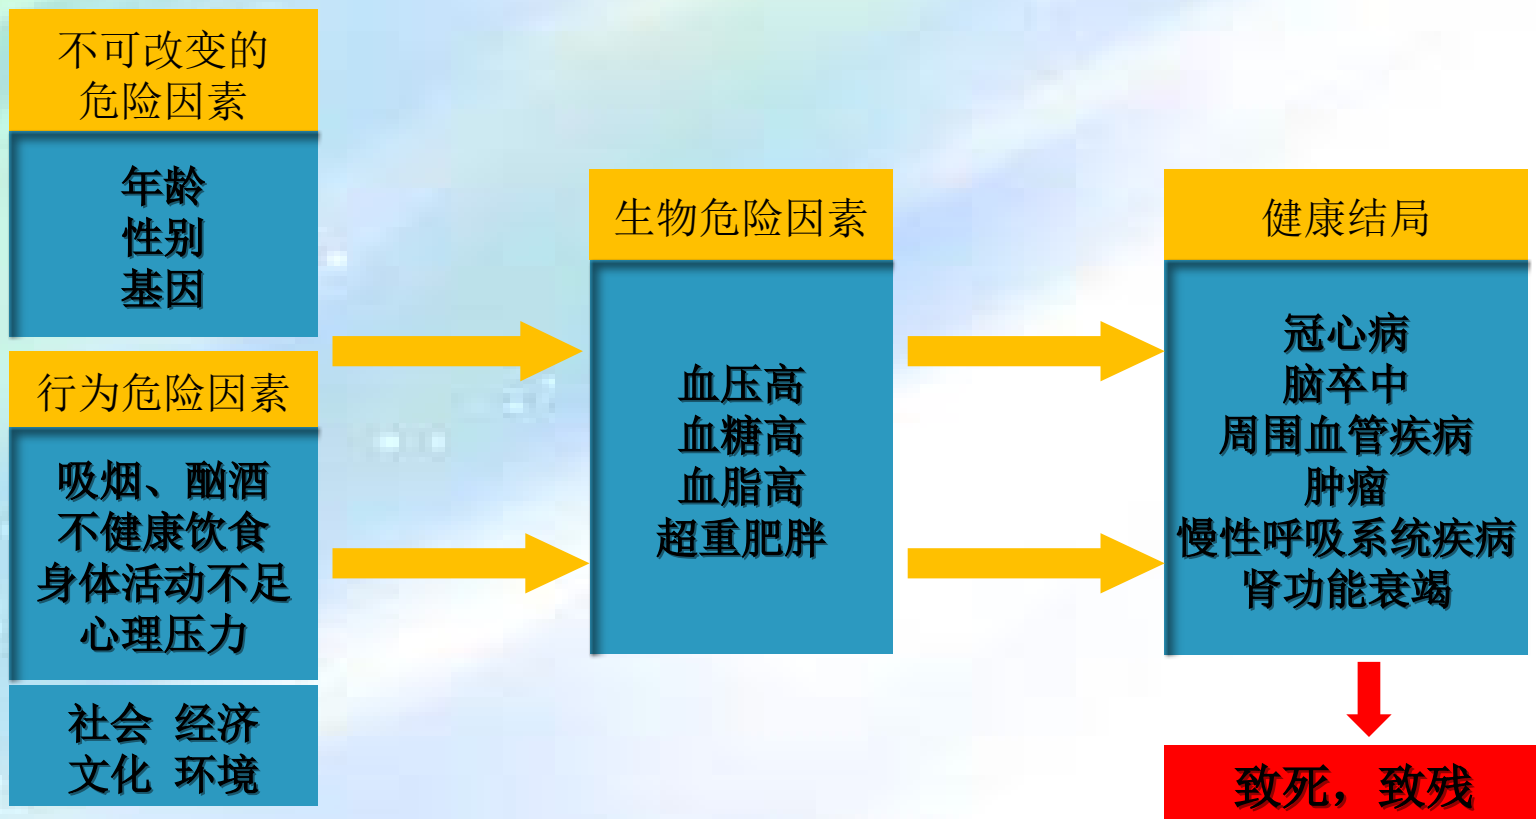 不可改变的
危险因素
年龄
性别
基因
行为危险因素
吸烟、酗酒
不健康饮食
身体活动不足
心理压力
社会 经济
文化 环境
生物危险因素
血压高
血糖高
血脂高
超重肥胖
健康结局
冠心病
脑卒中
周围血管疾病
肿瘤
慢性呼吸系统疾病
肾功能衰竭
致死，致残